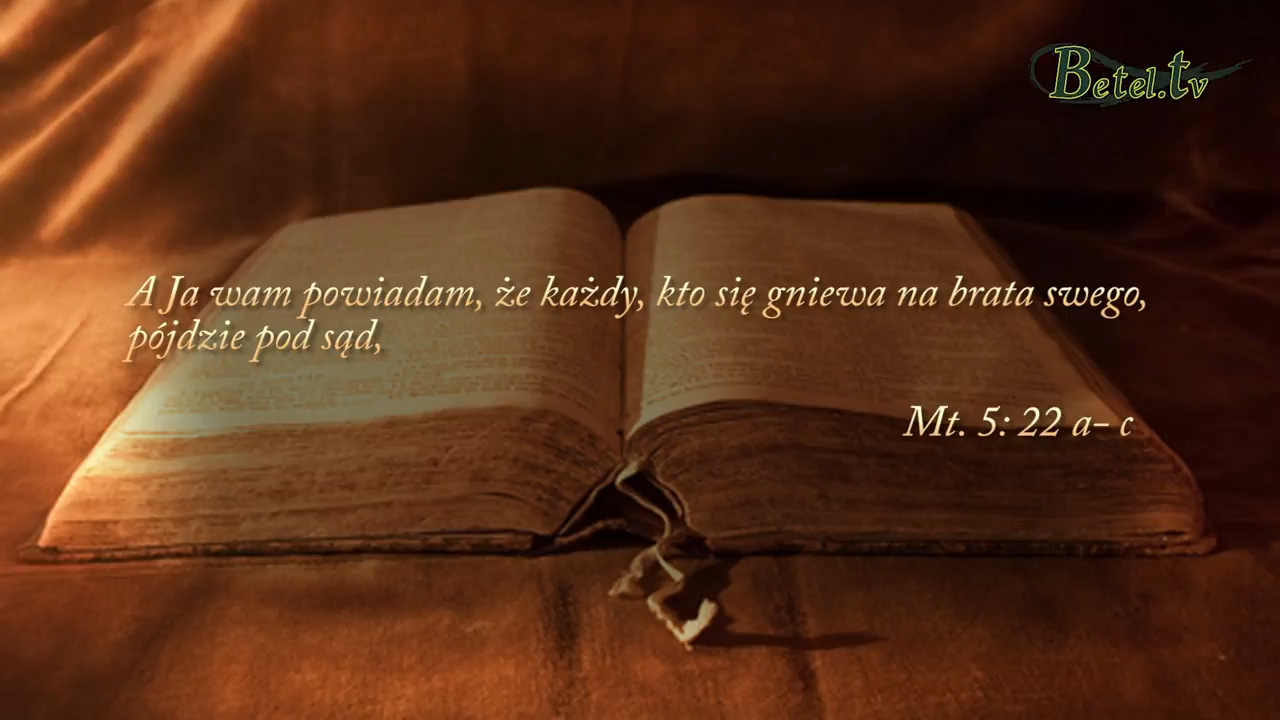 Betel.tv
A Ja wam powiadam, że każdy, kto się gniewa na brata swego,
pójdzie pod sąd,
Mt. 5: 22 a- c